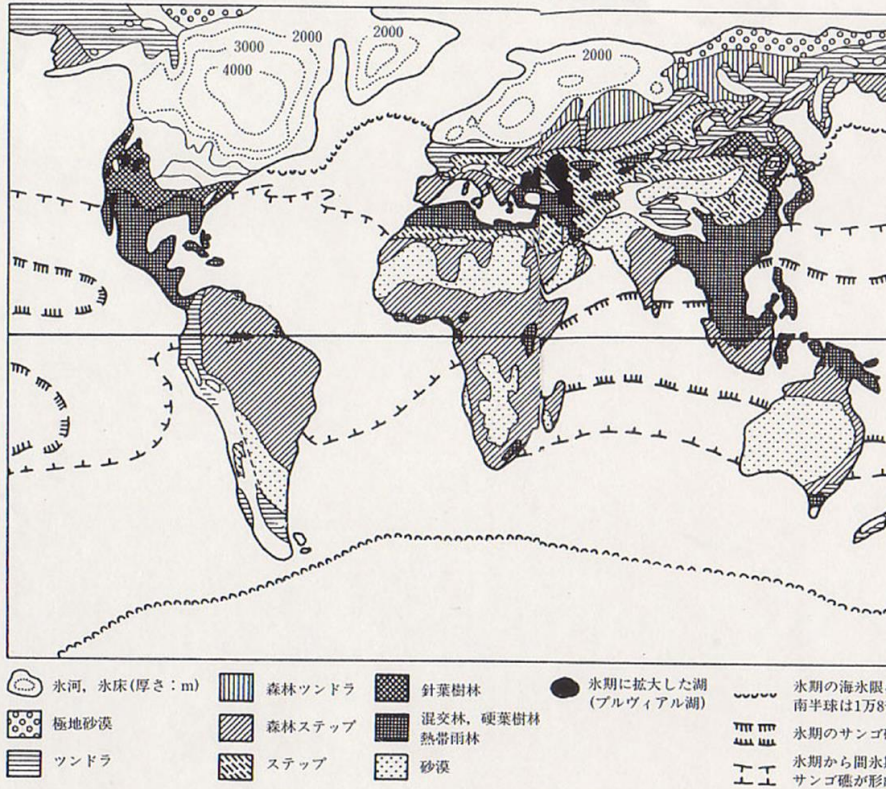 2000
3000
2000
4000
2000
?
氷河，氷床(厚さ：m)
極地砂漠
ツンドラ
森林ツンドラ
森林ステップ
ステップ
針葉樹林
混交林，硬葉樹林
熱帯雨林
砂漠
氷期に拡大した湖
(プルヴィアル湖)
氷期の海氷限
南半球は1万8
氷期のサンゴ
氷期から間氷
サンゴ礁が形